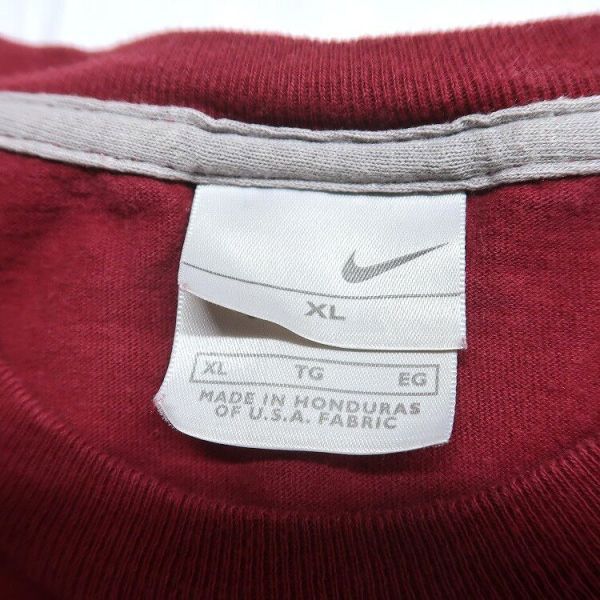 XL
XL TG EG
MADE IN HONDURAS
OF U.S.A. FABRIC